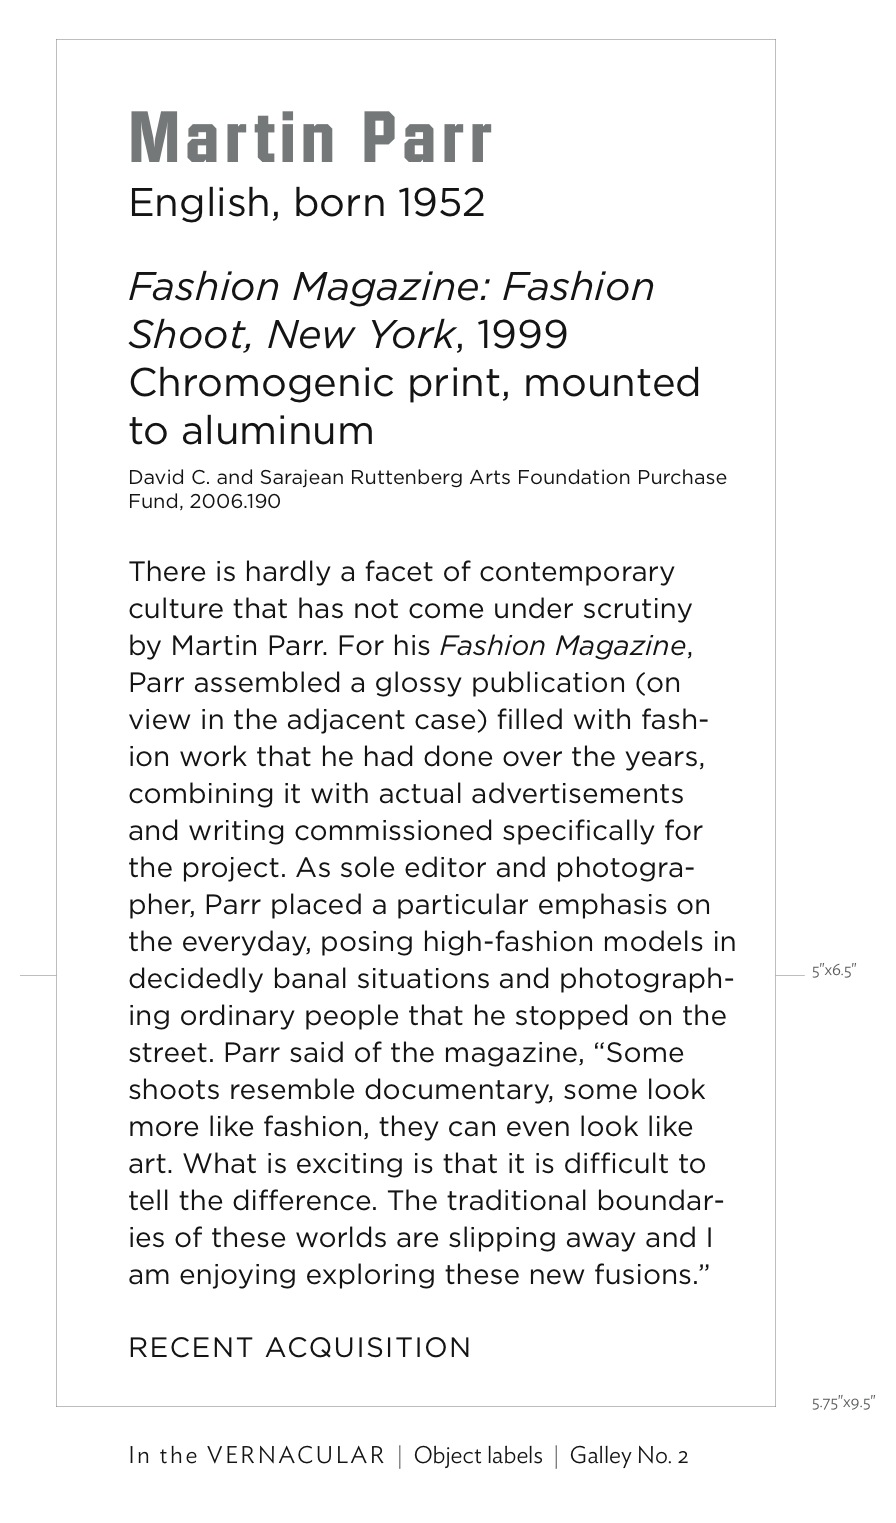 Martin Parr
English, born 1952
Fashion Magazine: Fashion
Shoot, New York, 1999
Chromogenic print, mounted
to aluminum
David C. and Sarajean Ruttenberg Arts Foundation Purchase
Fund, 2006.190
There is hardly a facet of contemporary
culture that has not come under scrutiny
by Martin Parr. For his Fashion Magazine,
Parr assembled a glossy publication (on
view in the adjacent case) filled with fash-
ion work that he had done over the years,
combining it with actual advertisements
and writing commissioned specifically for
the project. As sole editor and photogra-
pher, Parr placed a particular emphasis on
the everyday, posing high-fashion models in
decidedly banal situations and photograph-
ing ordinary people that he stopped on the
street. Parr said of the magazine, “Some
shoots resemble documentary, some look
more like fashion, they can even look like
art. What is exciting is that it is difficult to
tell the difference. The traditional boundar-
ies of these worlds are slipping away and I
am enjoying exploring these new fusions.”
RECENT ACQUISITION
5"x6.5"
5.75"x9.5"
In the VERNACULAR | Object labels | Galley No. 2